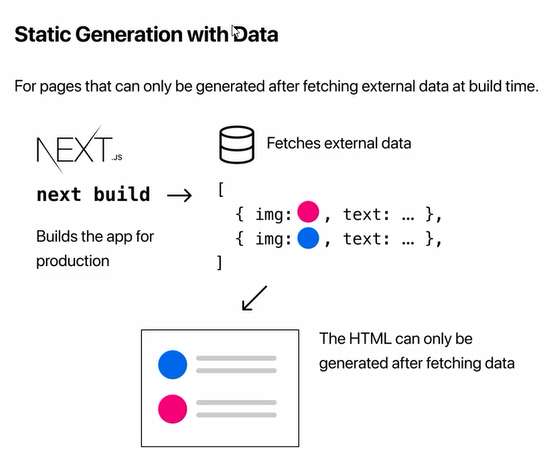 Static Generation with Data
For pages that can only be generated after fetching external data at build time.
NEXT.JS
Fetches external data
next build →
[
{ img: , text: … },
{ img: , text: … },
]
Builds the app for
production
The HTML can only be
generated after fetching data